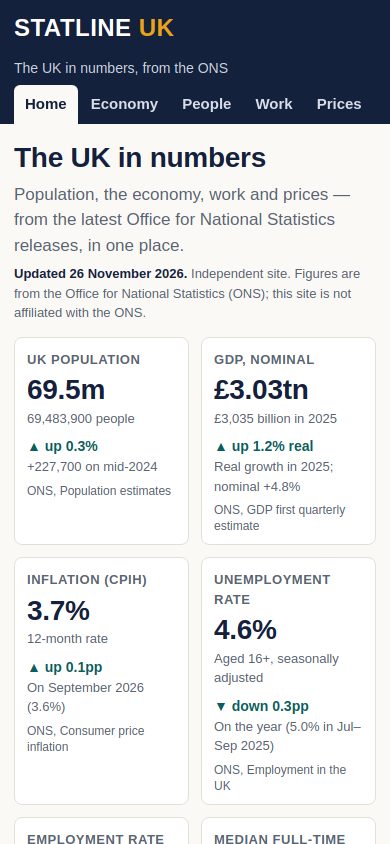 STATLINE UK
The UK in numbers, from the ONS
Home Economy People Work Prices
The UK in numbers
Population, the economy, work and prices —
from the latest Office for National Statistics
releases, in one place.
Updated 26 November 2026. Independent site. Figures are
from the Office for National Statistics (ONS); this site is not
affiliated with the ONS.
UK POPULATION
69.5m
69,483,900 people
▲ up 0.3%
+227,700 on mid-2024
ONS, Population estimates
GDP, NOMINAL
£3.03tn
£3,035 billion in 2025
▲ up 1.2% real
Real growth in 2025;
nominal +4.8%
ONS, GDP first quarterly
estimate
INFLATION (CPIH)
3.7%
12-month rate
▲ up 0.1pp
On September 2026
(3.6%)
ONS, Consumer price
inflation
UNEMPLOYMENT
RATE
4.6%
Aged 16+, seasonally
adjusted
▼ down 0.3pp
On the year (5.0% in Jul–
Sep 2025)
ONS, Employment in the
UK
EMPLOYMENT RATE
MEDIAN FULL-TIME